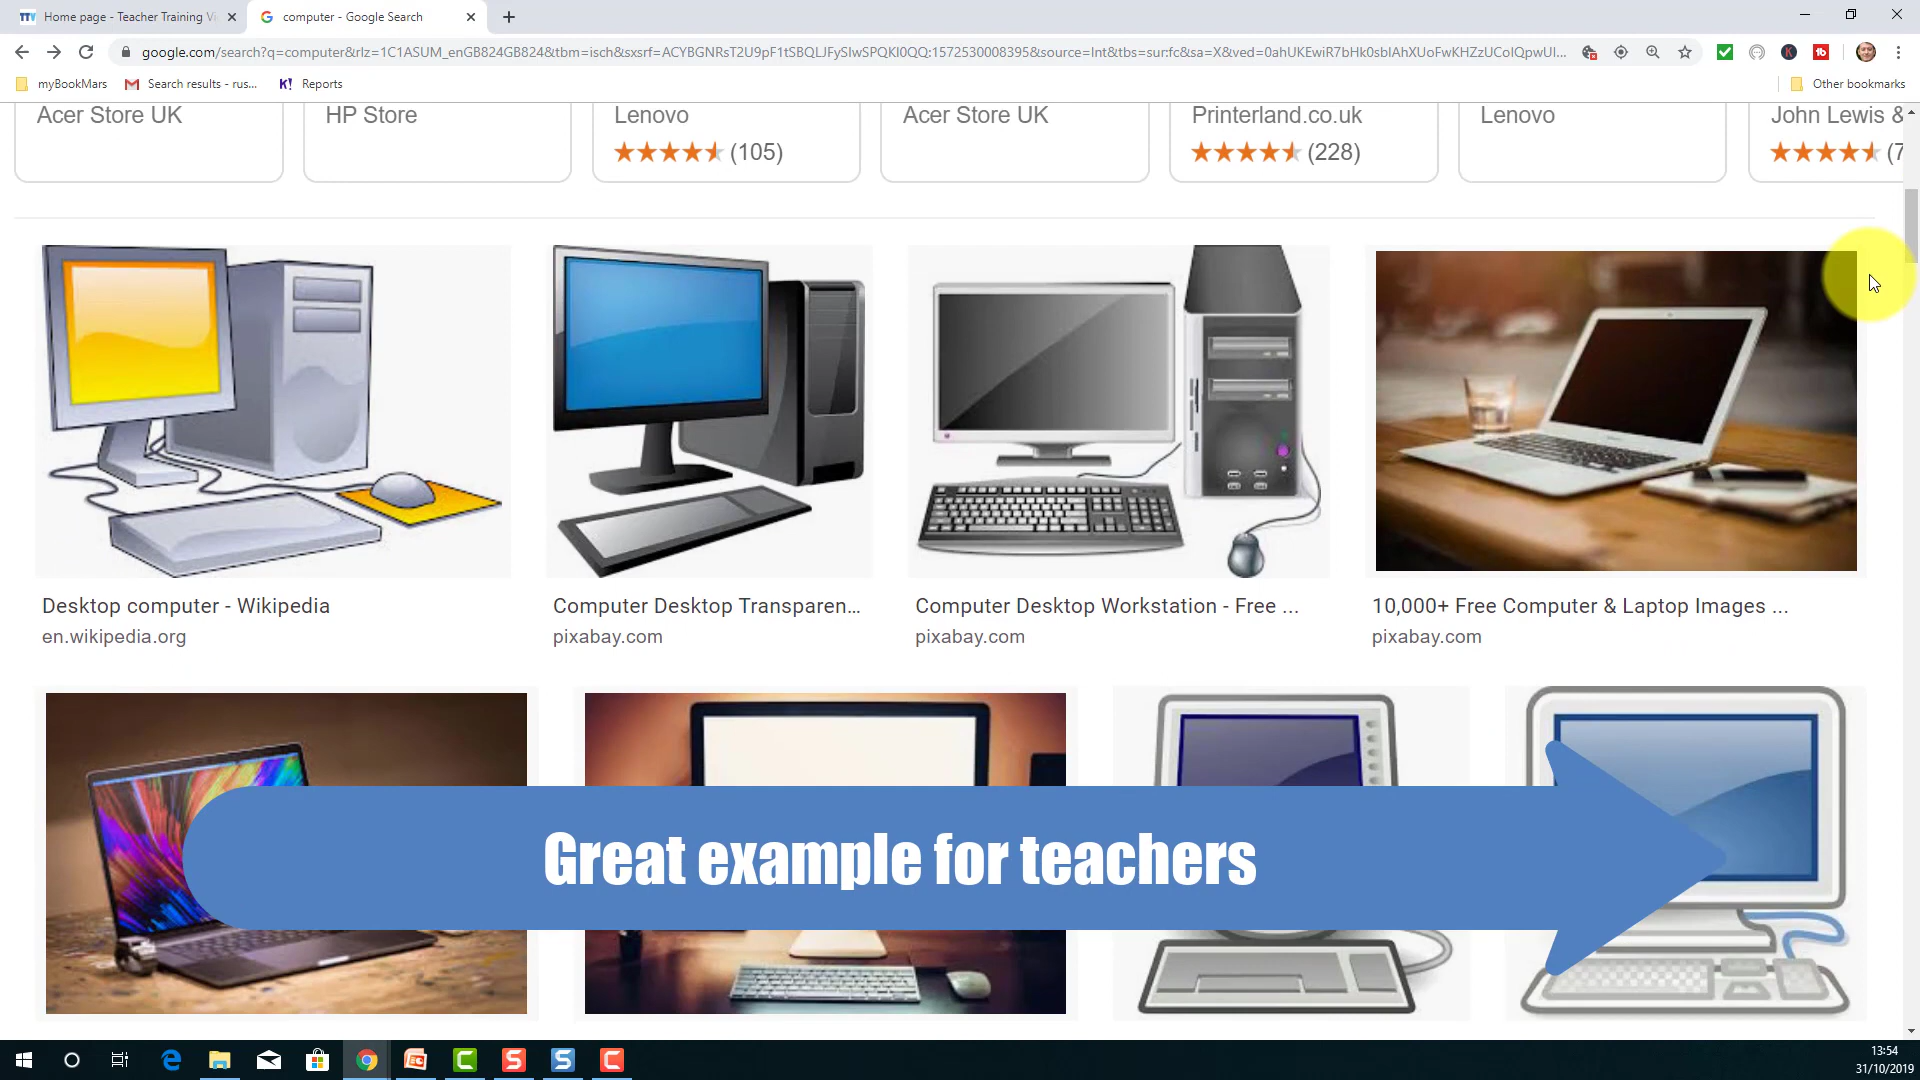 Home page - Teacher Training Vi
computer - Google Search
google.com/search?q=computer&rlz=1C1ASUM_enGB824GB824&tbm=isch&sxsrf=ACYBGNRsT2U9pF1tSBQLJFySIwSPQKI0QQ:1572530008395&source=lnt&tbs=sur:fc&sa=X&ved=0ahUKEwiR7bHk0sblAhXUoFwKHZzUCoIQpwUI...
myBookMars
Search results - rus...
Reports
Other bookmarks
Acer Store UK
HP Store
Lenovo
Acer Store UK
Printerland.co.uk
Lenovo
John Lewis &
(105)
(228)
(7
Desktop computer - Wikipedia
Computer Desktop Transparen...
Computer Desktop Workstation - Free ...
10,000+ Free Computer & Laptop Images ...
en.wikipedia.org
pixabay.com
pixabay.com
pixabay.com
Great example for teachers
13:54
31/10/2019